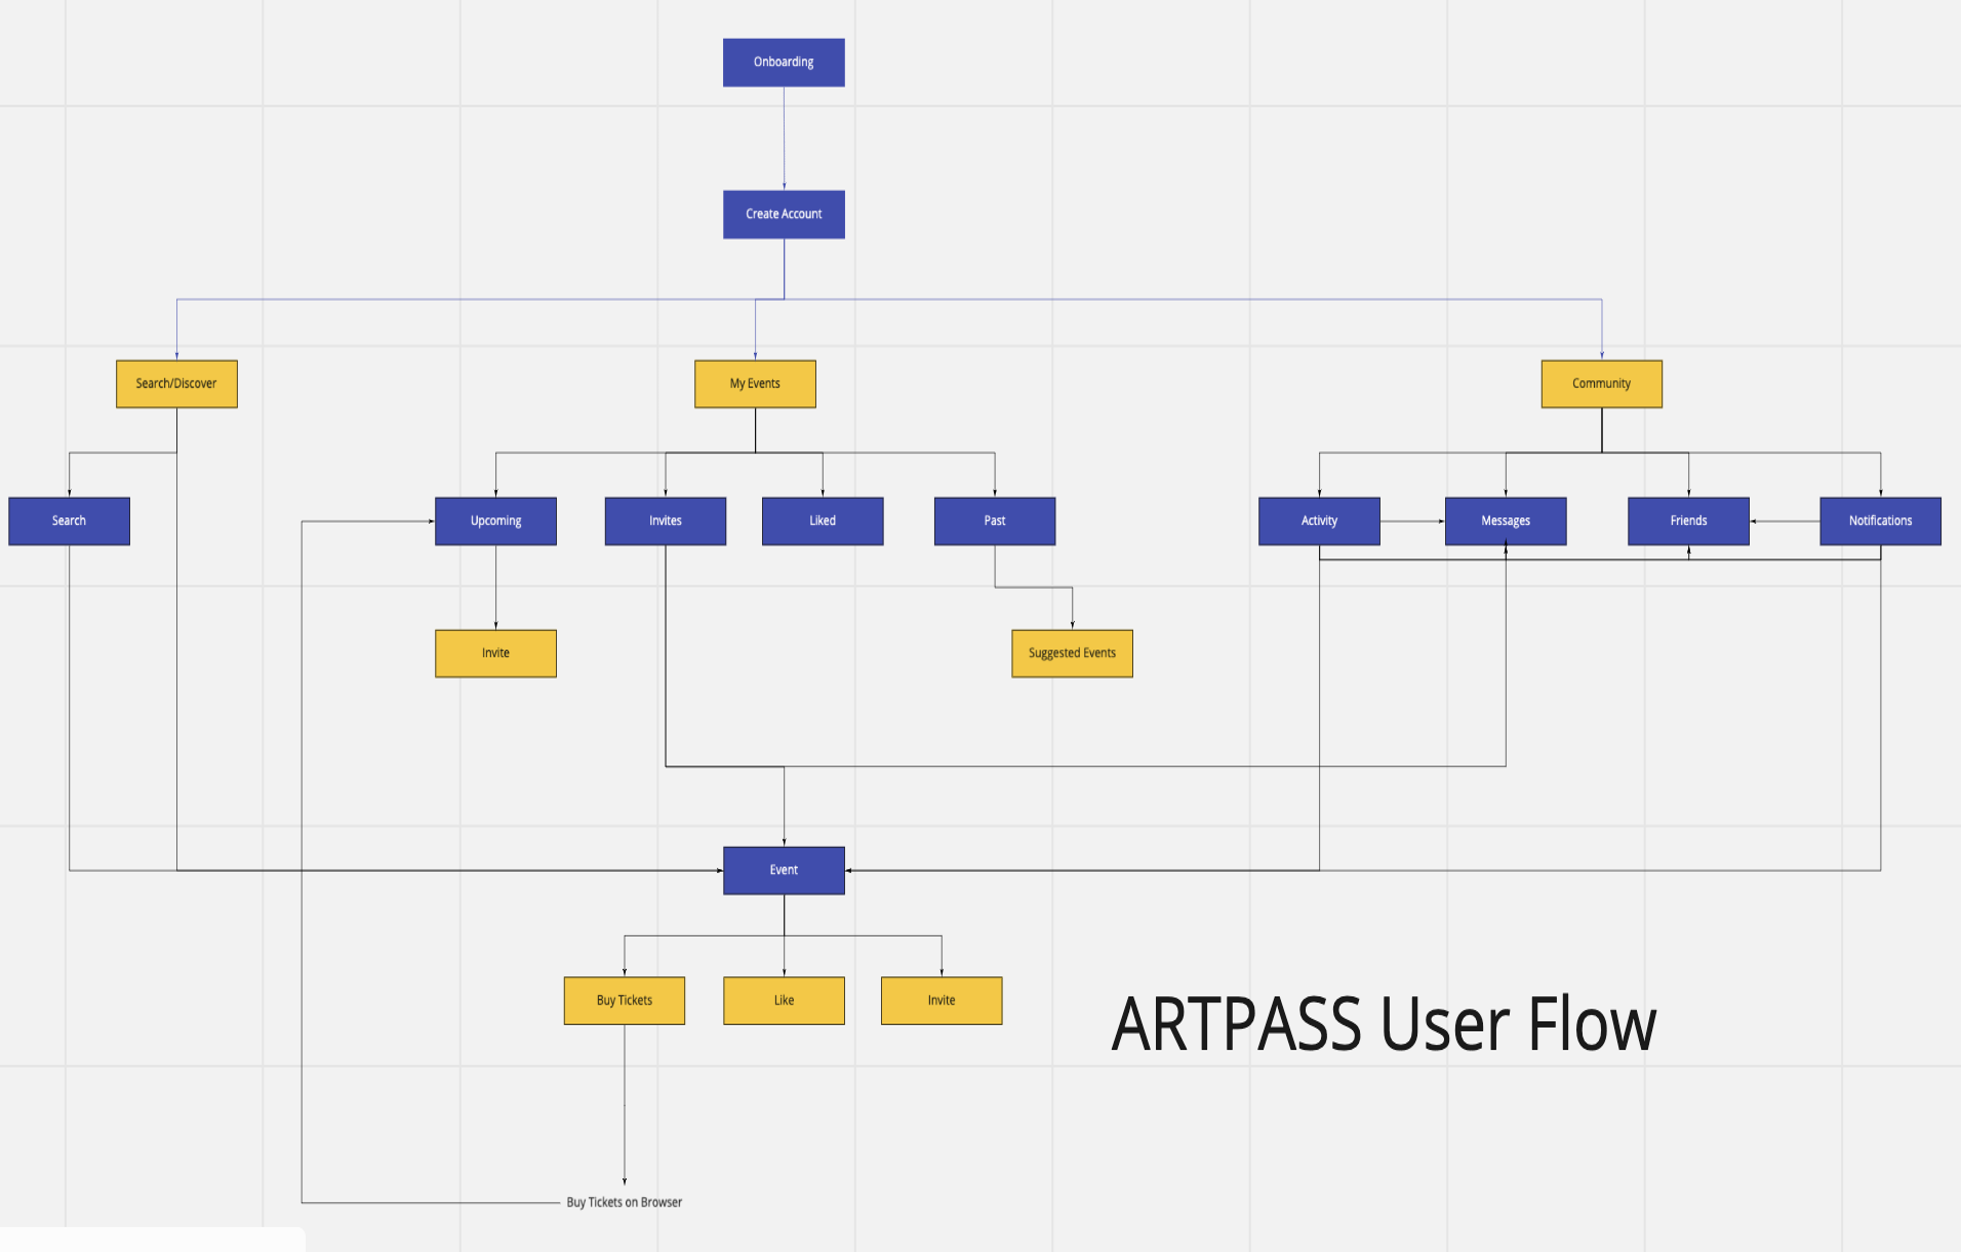 Onboarding
Create Account
Search/Discover
My Events
Community
Search
Upcoming
Invites
Liked
Past
Activity
Messages
Friends
Notifications
Invite
Suggested Events
Event
Buy Tickets
Like
Invite
ARTPASS User Flow
Buy Tickets on Browser